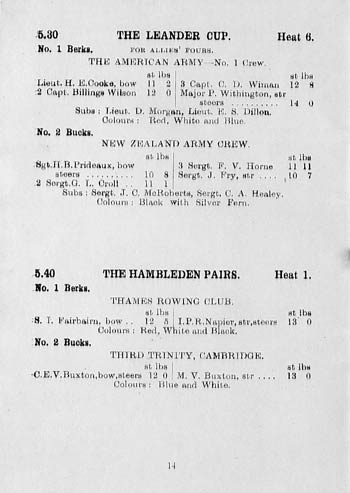 5.30 THE LEANDER CUP. Heat 6.
No. 1 Berks. FOR ALLIES' FOURS.
THE AMERICAN ARMY—No. 1 Crew.
st lbs st lbs
Lieut. H. E. Cooke, bow 11 2 3 Capt. C. D. Wiman 12 8
2 Capt. Billings Wilson 12 0 Major P. Withington, str
steers .......... 14 0
Subs : Lieut. D. Morgan, Lieut. E. S. Dillon.
Colours : Red, White and Blue.
No. 2 Bucks.
NEW ZEALAND ARMY CREW.
st lbs st lbs
Sgt.H.B.Prideaux, bow 3 Sergt. F. V. Horne 11 11
steers .......... 10 8 Sergt. J. Fry, str .... 10 7
2 Sergt.G. L. Croll .. 11 1
Subs : Sergt. J. C. McRoberts, Sergt. C. A. Healey.
Colours : Black with Silver Fern.
5.40 THE HAMBLEDEN PAIRS. Heat 1.
No. 1 Berks.
THAMES ROWING CLUB.
st lbs st lbs
S. I. Fairbairn, bow .. 12 5 I.P.R.Napier, str,steers 13 0
Colours : Red, White and Black.
No. 2 Bucks.
THIRD TRINITY, CAMBRIDGE.
st lbs st lbs
C.E.V.Buxton,bow,steers 12 0 M. V. Buxton, str .... 13 0
Colours : Blue and White.
14